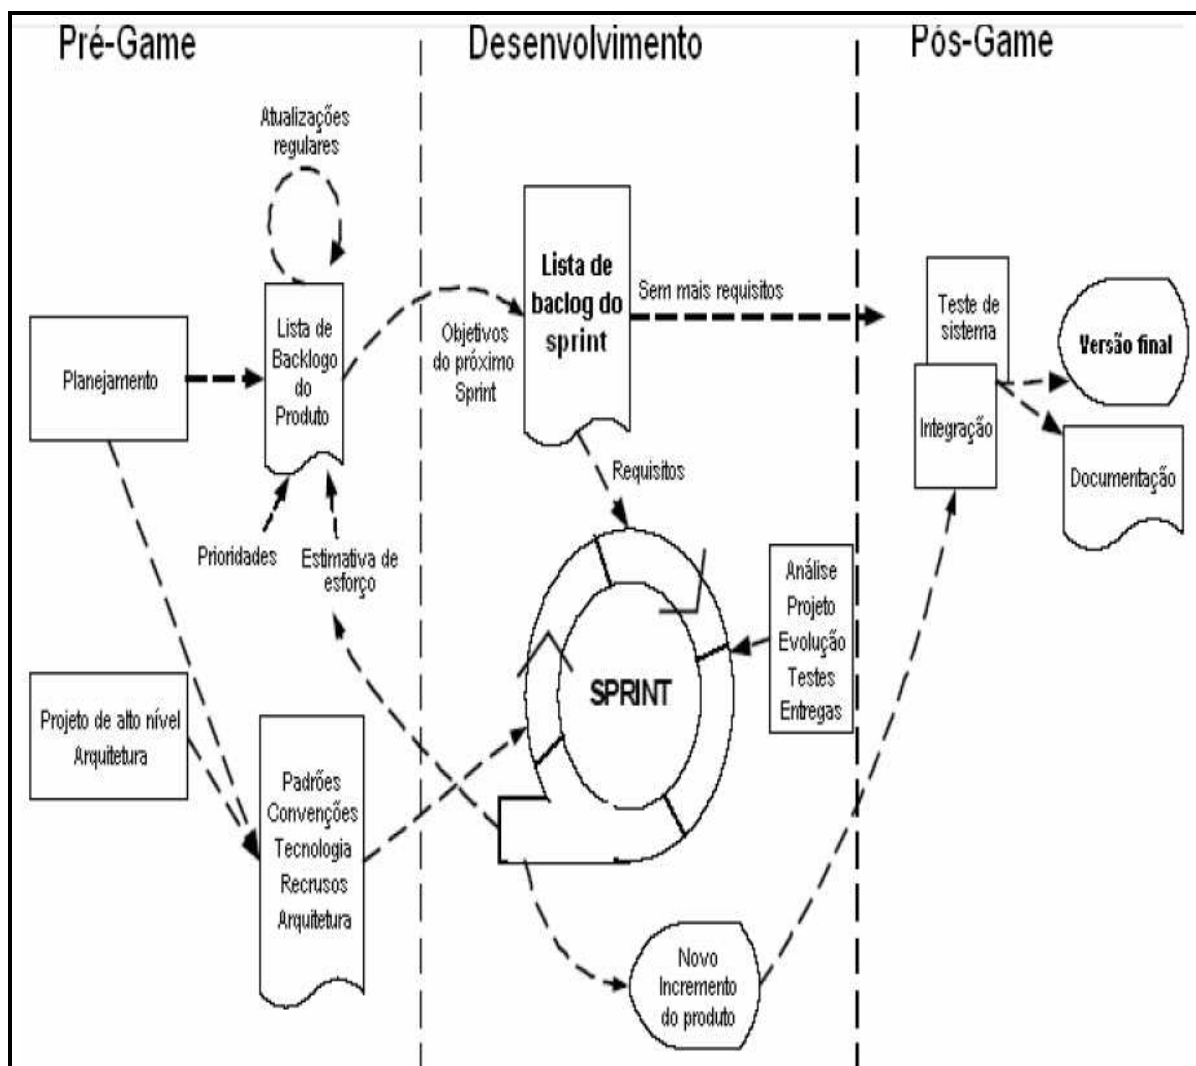 Pré-Game
Desenvolvimento
Pós-Game
Atualizações
regulares
Lista de
Backlogo
do
Produto
Planejamento
Prioridades
Estimativa de
esforço
Projeto de alto nível
Arquitetura
Padrões
Convenções
Tecnologia
Recrusos
Arquitetura
Objetivos
do próximo
Sprint
Lista de
baclog do
sprint
Sem mais requisitos
Requisitos
SPRINT
Análise
Projeto
Evolução
Testes
Entregas
Novo
Incremento
do produto
Teste de
sistema
Integração
Versão final
Documentação